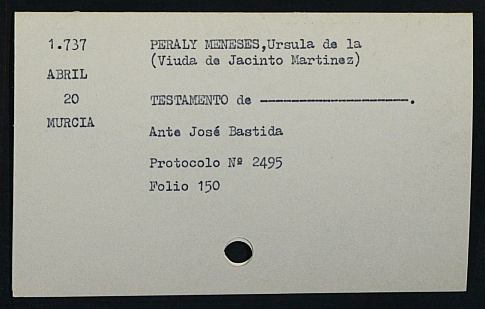 1.737 PERALY MENESES,Ursula de la
(Viuda de Jacinto Martinez)
ABRIL
20 TESTAMENTO de ---------------------.
MURCIA
Ante José Bastida
Protocolo Nº 2495
Folio 150